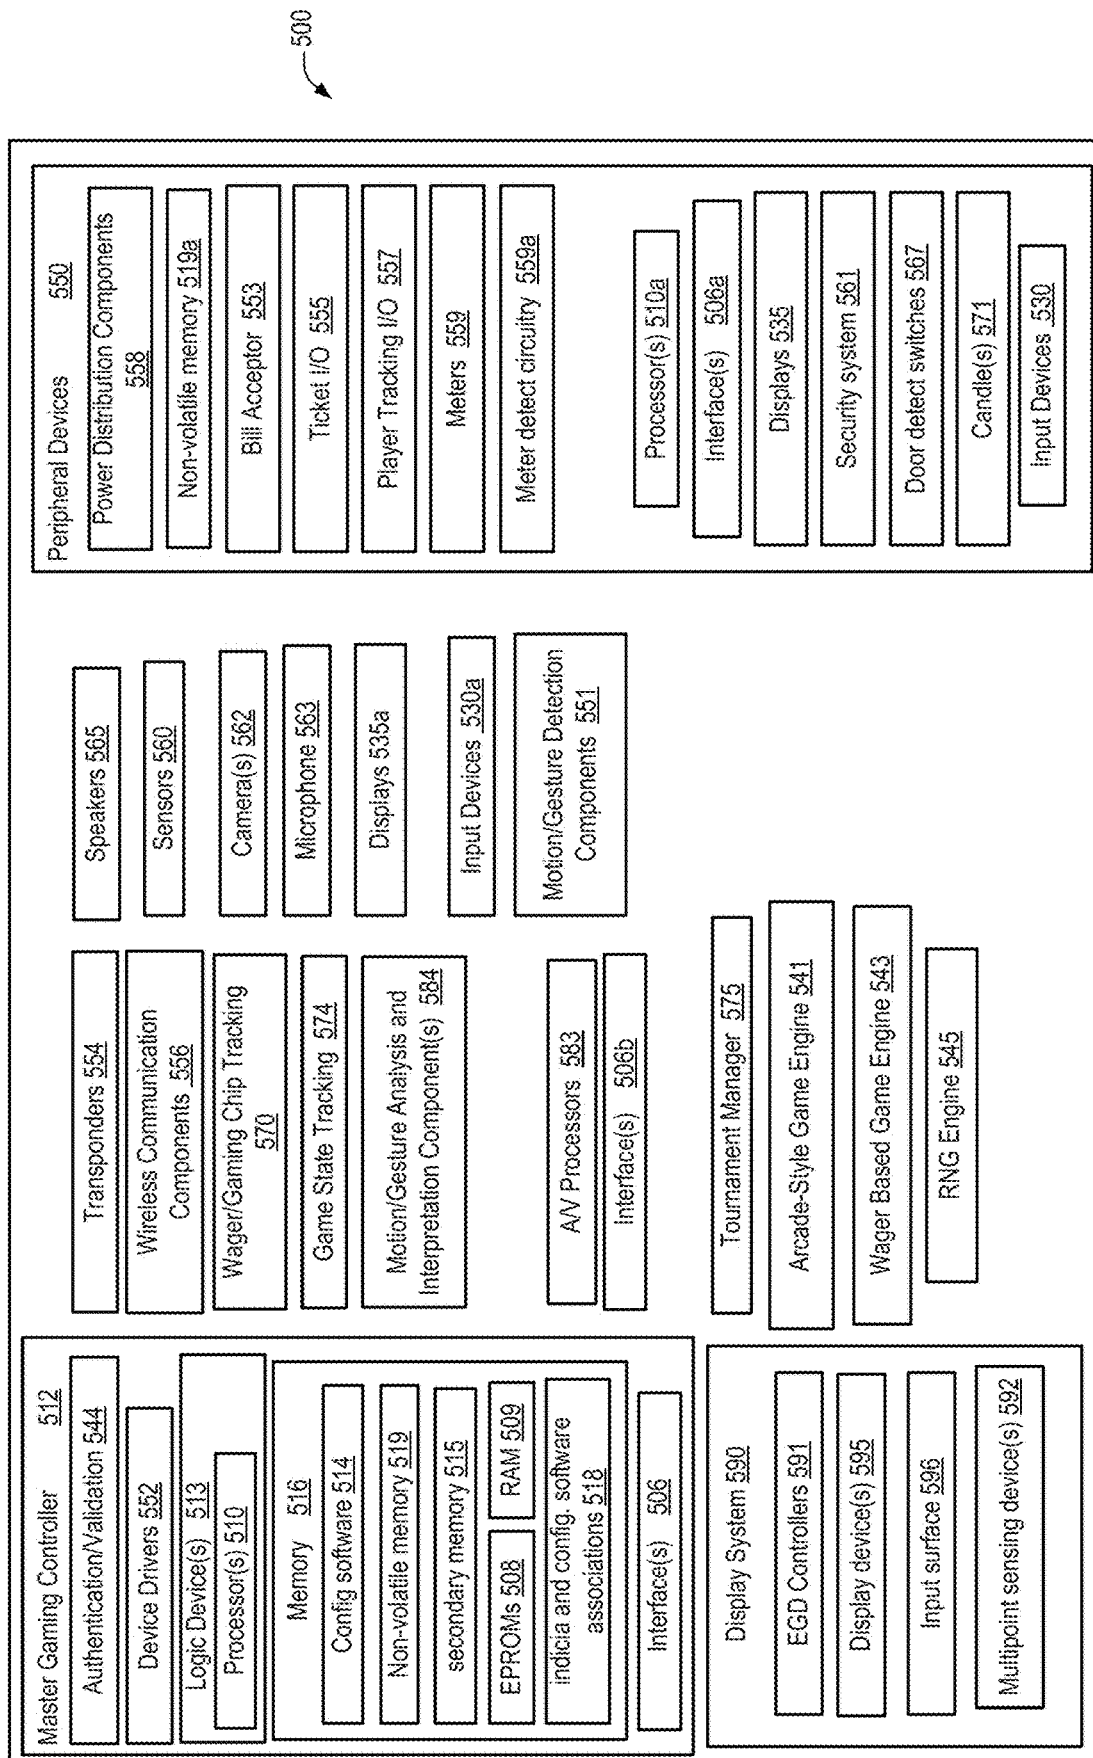 500
Master Gaming Controller 512
Authentication/Validation 544
Device Drivers 552
Logic Device(s) 513
Processor(s) 510
Memory 516
Config software 514
Non-volatile memory 519
secondary memory 515
EPROMs 508
RAM 509
indicia and config. software
associations 518
Interface(s) 506
Display System 590
EGD Controllers 591
Display device(s) 595
Input surface 596
Multipoint sensing device(s) 592
Transponders 554
Wireless Communication
Components 556
Wager/Gaming Chip Tracking
570
Game State Tracking 574
Motion/Gesture Analysis and
Interpretation Component(s) 584
A/V Processors 583
Interface(s) 506b
Tournament Manager 575
Arcade-Style Game Engine 541
Wager Based Game Engine 543
RNG Engine 545
Speakers 565
Sensors 560
Camera(s) 562
Microphone 563
Displays 535a
Input Devices 530a
Motion/Gesture Detection
Components 551
Peripheral Devices 550
Power Distribution Components
558
Non-volatile memory 519a
Bill Acceptor 553
Ticket I/O 555
Player Tracking I/O 557
Meters 559
Meter detect circuitry 559a
Processor(s) 510a
Interface(s) 506a
Displays 535
Security system 561
Door detect switches 567
Candle(s) 571
Input Devices 530